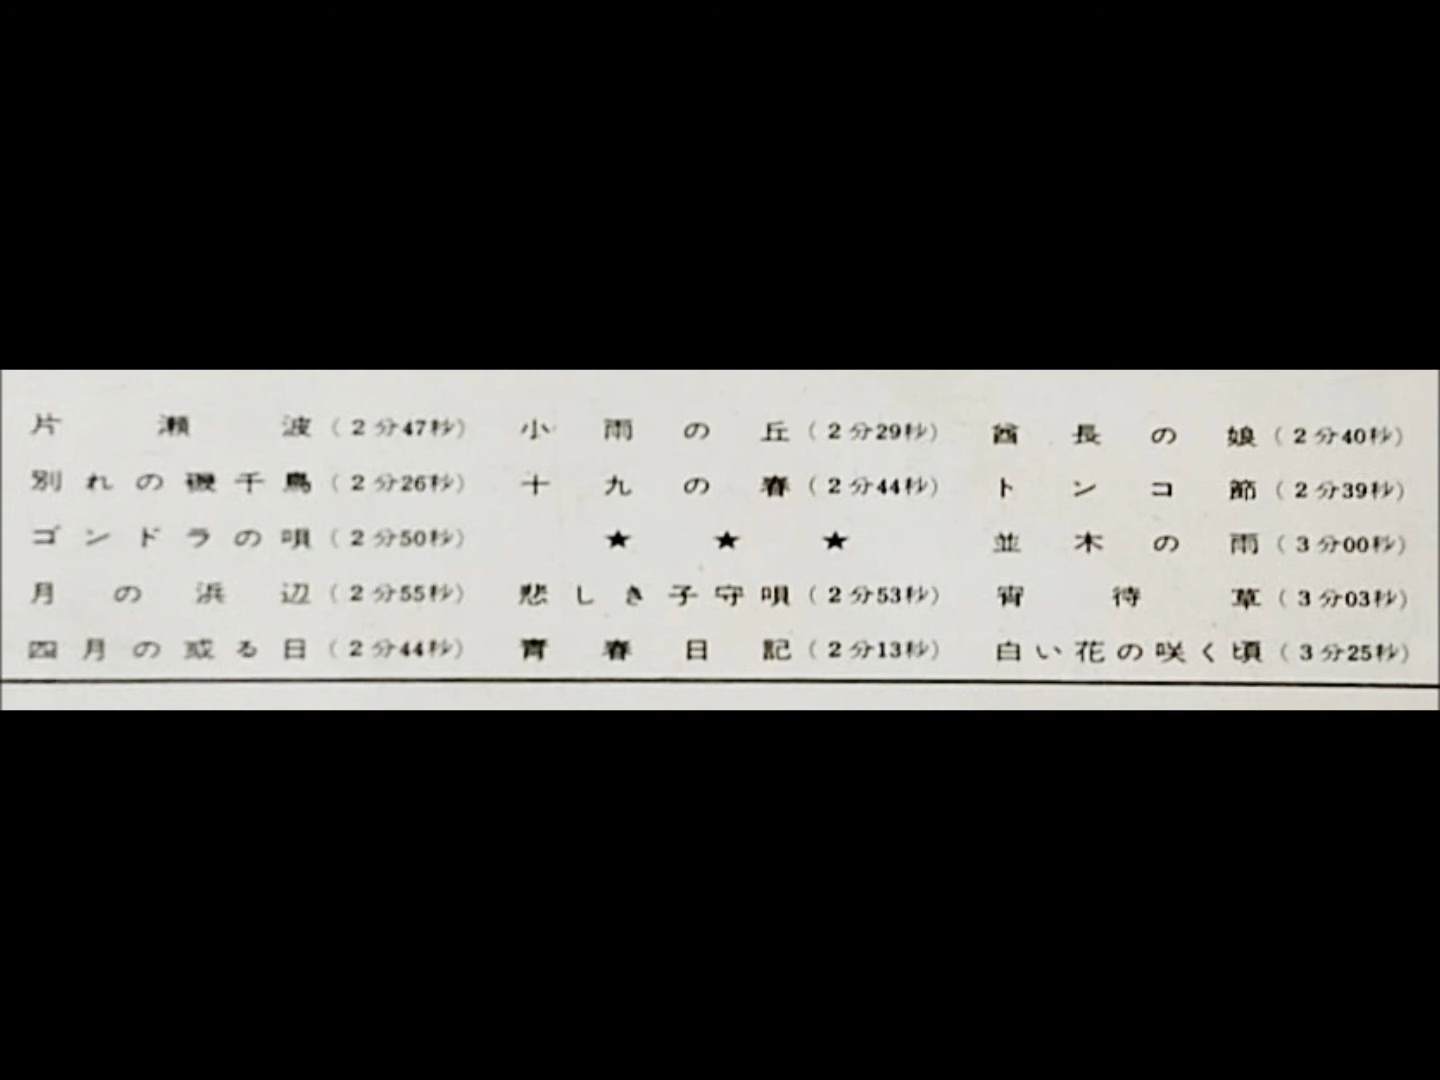 片瀬波(2分47秒)
別れの磯千鳥(2分26秒)
ゴンドラの唄(2分50秒)
月の浜辺(2分55秒)
四月の或る日(2分44秒)
小雨の丘(2分29秒)
十九の春(2分44秒)
★ ★ ★
悲しき子守唄(2分53秒)
青春日記(2分13秒)
酋長の娘(2分40秒)
トンコ節(2分39秒)
並木の雨(3分00秒)
宵待草(3分03秒)
白い花の咲く頃(3分25秒)